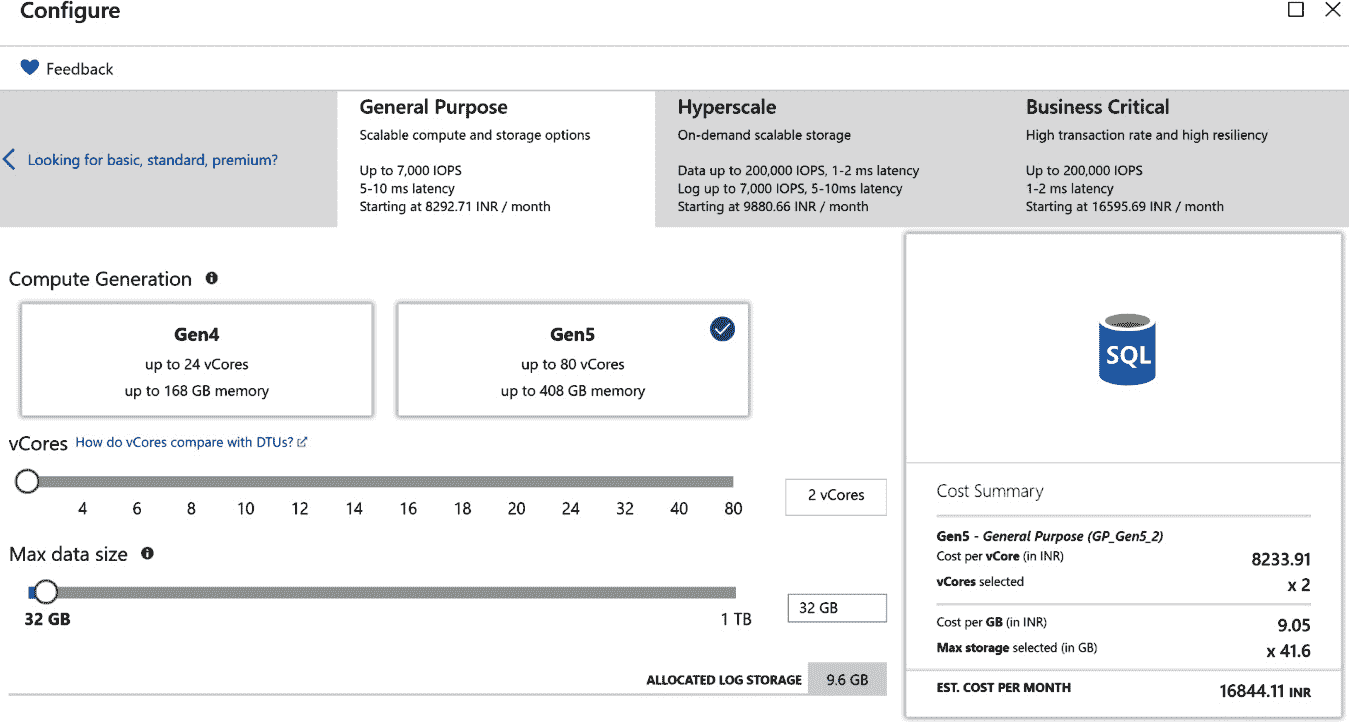 Configure
Feedback
Looking for basic, standard, premium?
General Purpose
Scalable compute and storage options
Up to 7,000 IOPS
5-10 ms latency
Starting at 8292.71 INR / month
Hyperscale
On-demand scalable storage
Data up to 200,000 IOPS, 1-2 ms latency
Log up to 7,000 IOPS, 5-10ms latency
Starting at 9880.66 INR / month
Business Critical
High transaction rate and high resiliency
Up to 200,000 IOPS
1-2 ms latency
Starting at 16595.69 INR / month
Compute Generation
Gen4
up to 24 vCores
up to 168 GB memory
Gen5
up to 80 vCores
up to 408 GB memory
vCores How do vCores compare with DTUs?
4 6 8 10 12 14 16 18 20 24 32 40 80
2 vCores
Max data size
32 GB
1 TB
32 GB
ALLOCATED LOG STORAGE 9.6 GB
SQL
Cost Summary
Gen5 - General Purpose (GP_Gen5_2)
Cost per vCore (in INR) 8233.91
vCores selected x 2
Cost per GB (in INR) 9.05
Max storage selected (in GB) x 41.6
EST. COST PER MONTH 16844.11 INR